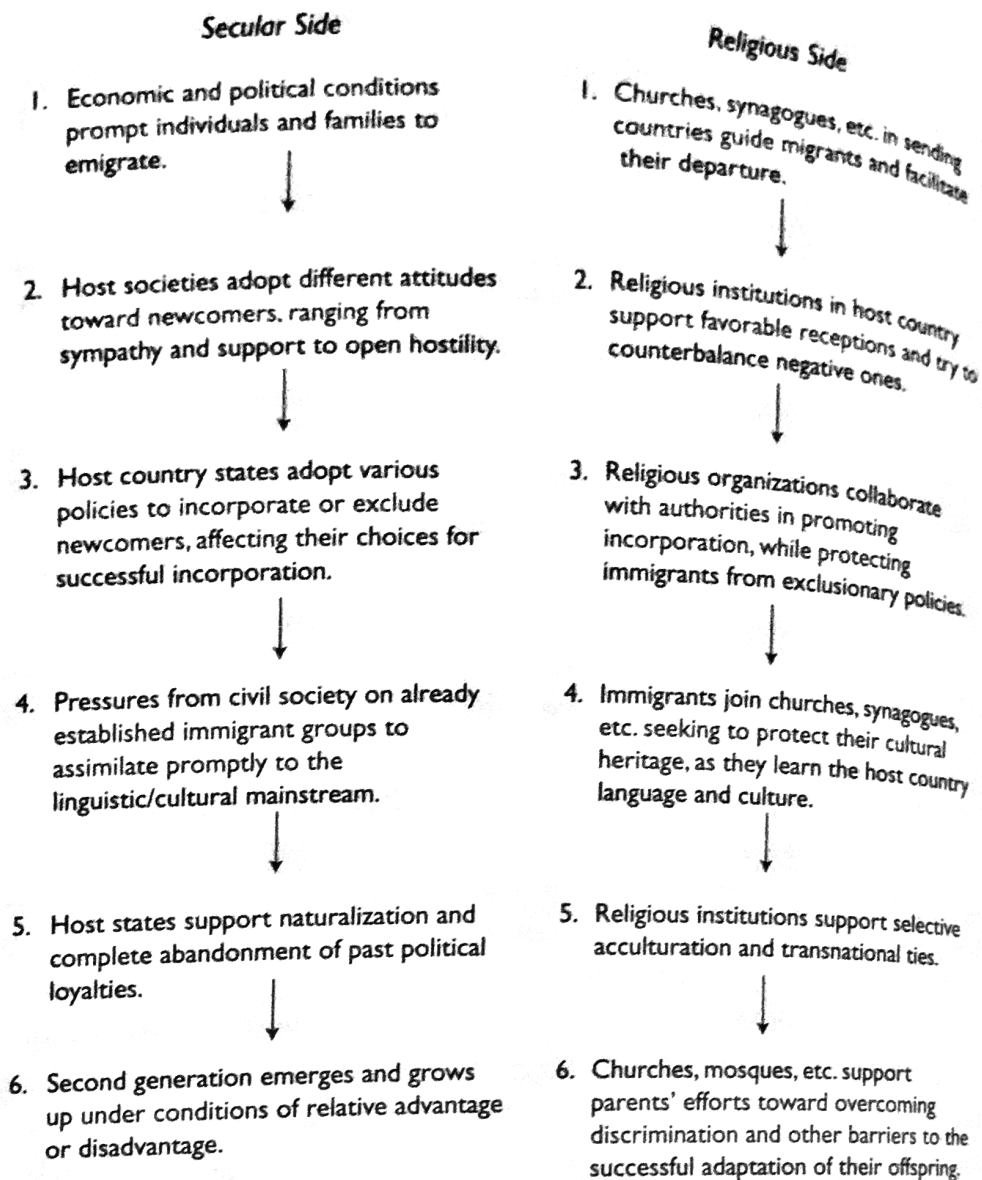 Secular Side
1. Economic and political conditions
prompt individuals and families to
emigrate.
2. Host societies adopt different attitudes
toward newcomers, ranging from
sympathy and support to open hostility.
3. Host country states adopt various
policies to incorporate or exclude
newcomers, affecting their choices for
successful incorporation.
4. Pressures from civil society on already
established immigrant groups to
assimilate promptly to the
linguistic/cultural mainstream.
5. Host states support naturalization and
complete abandonment of past political
loyalties.
6. Second generation emerges and grows
up under conditions of relative advantage
or disadvantage.
Religious Side
1. Churches, synagogues, etc. in sending
countries guide migrants and facilitate
their departure.
2. Religious institutions in host country
support favorable receptions and try to
counterbalance negative ones.
3. Religious organizations collaborate
with authorities in promoting
incorporation, while protecting
immigrants from exclusionary policies.
4. Immigrants join churches, synagogues,
etc. seeking to protect their cultural
heritage, as they learn the host country
language and culture.
5. Religious institutions support selective
acculturation and transnational ties.
6. Churches, mosques, etc. support
parents' efforts toward overcoming
discrimination and other barriers to the
successful adaptation of their offspring.